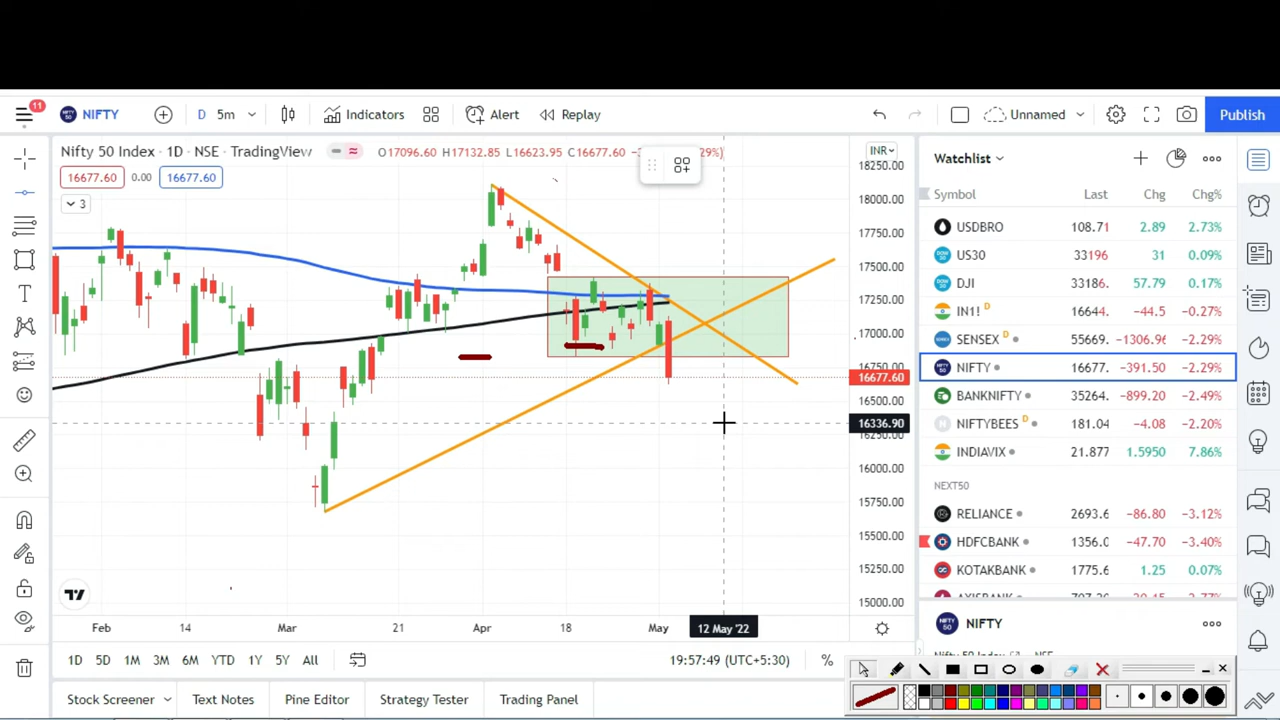 11
NIFTY
D 5m
Indicators
Alert
Replay
Unnamed
Publish
Nifty 50 Index · 1D · NSE · TradingView
O17096.60 H17132.85 L16623.95 C16677.60
INR
16677.60 0.00 16677.60
3
18250.00
18000.00
17750.00
17500.00
17250.00
17000.00
16750.00
16677.60
16500.00
16336.90
16250.00
16000.00
15750.00
15500.00
15250.00
15000.00
Feb 14 Mar 21 Apr 18 May 12 May '22
1D 5D 1M 3M 6M YTD 1Y 5Y All
19:57:49 (UTC+5:30)
%
Stock Screener Text Notes Pine Editor Strategy Tester Trading Panel
Watchlist
Symbol Last Chg Chg%
USDBRO 108.71 2.89 2.73%
US30 33196 31 0.09%
DJI 33186. 57.79 0.17%
IN1! D 16644. -44.5 -0.27%
SENSEX D 55669. -1306.96 -2.29%
NIFTY 16677. -391.50 -2.29%
BANKNIFTY 35264. -899.20 -2.49%
NIFTYBEES D 181.04 -4.08 -2.20%
INDIAVIX 21.877 1.5950 7.86%
NEXT50
RELIANCE 2693.6 -86.80 -3.12%
HDFCBANK 1356.0 -47.70 -3.40%
KOTAKBANK 1775.6 1.25 0.07%
NIFTY